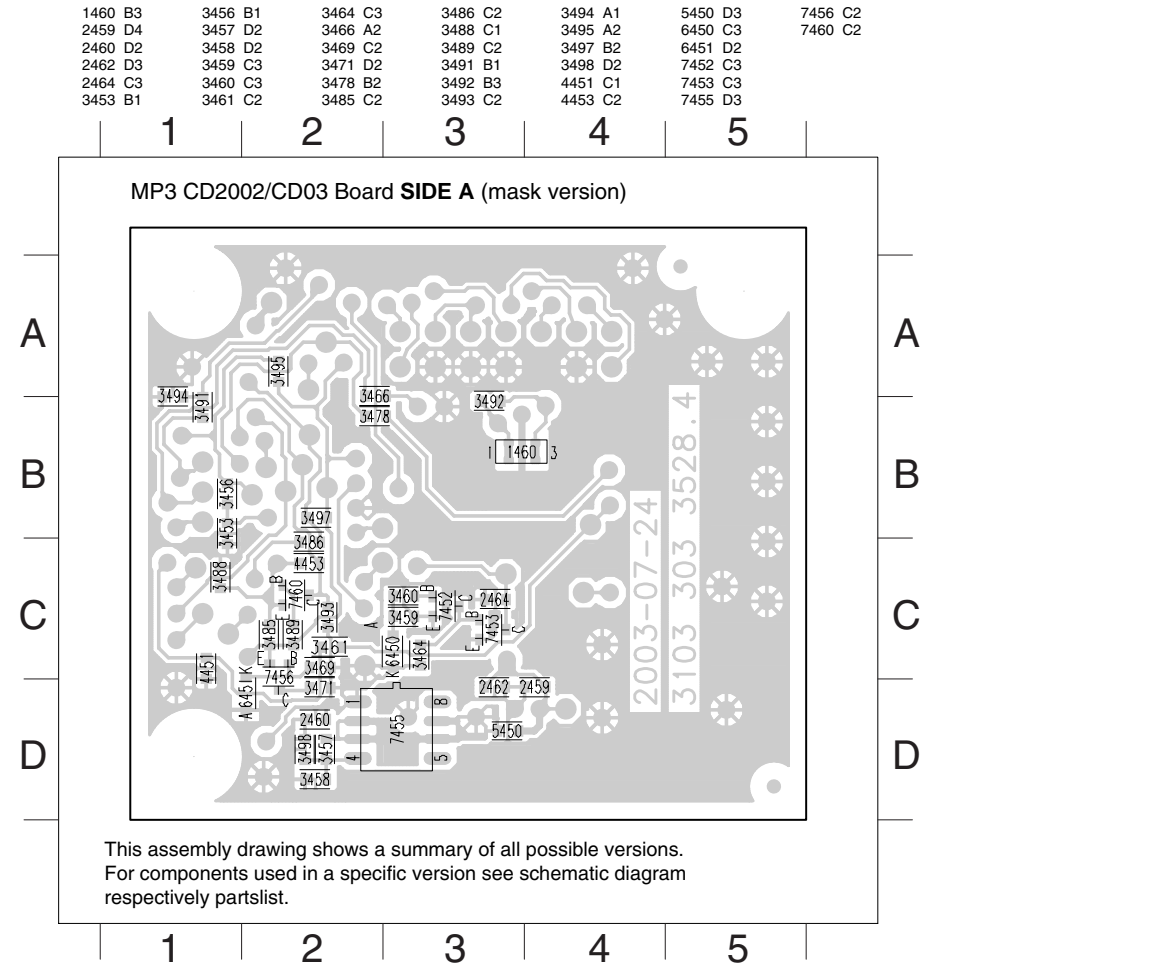 1460 B3 3456 B1 3464 C3 3486 C2 3494 A1 5450 D3 7456 C2
2459 D4 3457 D2 3466 A2 3488 C1 3495 A2 6450 C3 7460 C2
2460 D2 3458 D2 3469 C2 3489 C2 3497 B2 6451 D2
2462 D3 3459 C3 3471 D2 3491 B1 3498 D2 7452 C3
2464 C3 3460 C3 3478 B2 3492 B3 4451 C1 7453 C3
3453 B1 3461 C2 3485 C2 3493 C2 4453 C2 7455 D3
1 2 3 4 5
MP3 CD2002/CD03 Board SIDE A (mask version)
A A
3495
3494 3491 3466 3492
3478
1 1460 3
B B
3456
3497
3453
3486
4453
3488
B 7460 C E
3460 B 7452 C E 2464
3459
3493 A
B 7453 C E
C C
3485 3489
3461
6450 K 3464
E B
7456 C
3469
4451
3471
A 6451 K
2462 2459
1 8
2460
7455
5450
3498 3457
4 5
3458
D D
2003-07-24
3103 303 3528.4
This assembly drawing shows a summary of all possible versions.
For components used in a specific version see schematic diagram
respectively partslist.
1 2 3 4 5